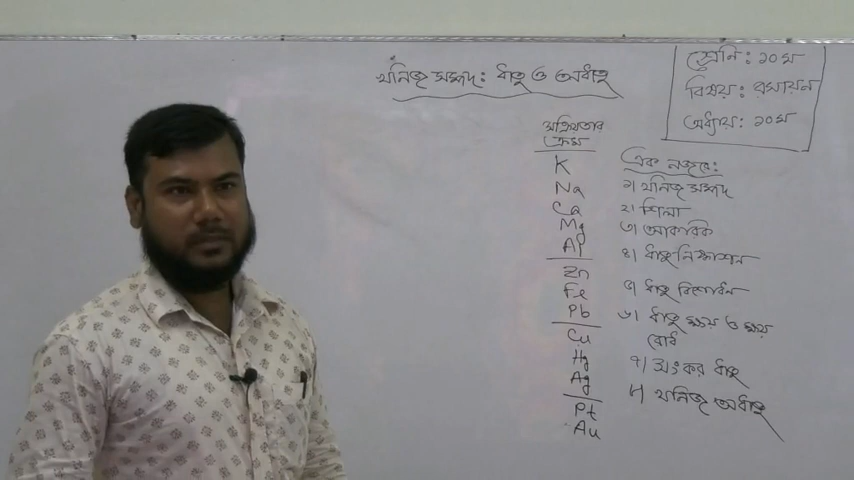 খনিজ সম্পদ: ধাতু ও অধাতু
শ্রেনি: ১০ম
বিষয়: রসায়ন
অধ্যায়: ১০ম
সক্রিয়তার
ক্রম
K
Na
Ca
Mg
Al
Zn
Fe
Pb
Cu
Hg
Ag
Pt
Au
এক নজরে:
১। খনিজ সম্পদ
২। শিলা
৩। আকরিক
৪। ধাতু নিষ্কাশন
৫। ধাতু বিশোধন
৬। ধাতু ক্ষয় ও ক্ষয়
রোধ
৭। সংকর ধাতু
৮। খনিজ অধাতু